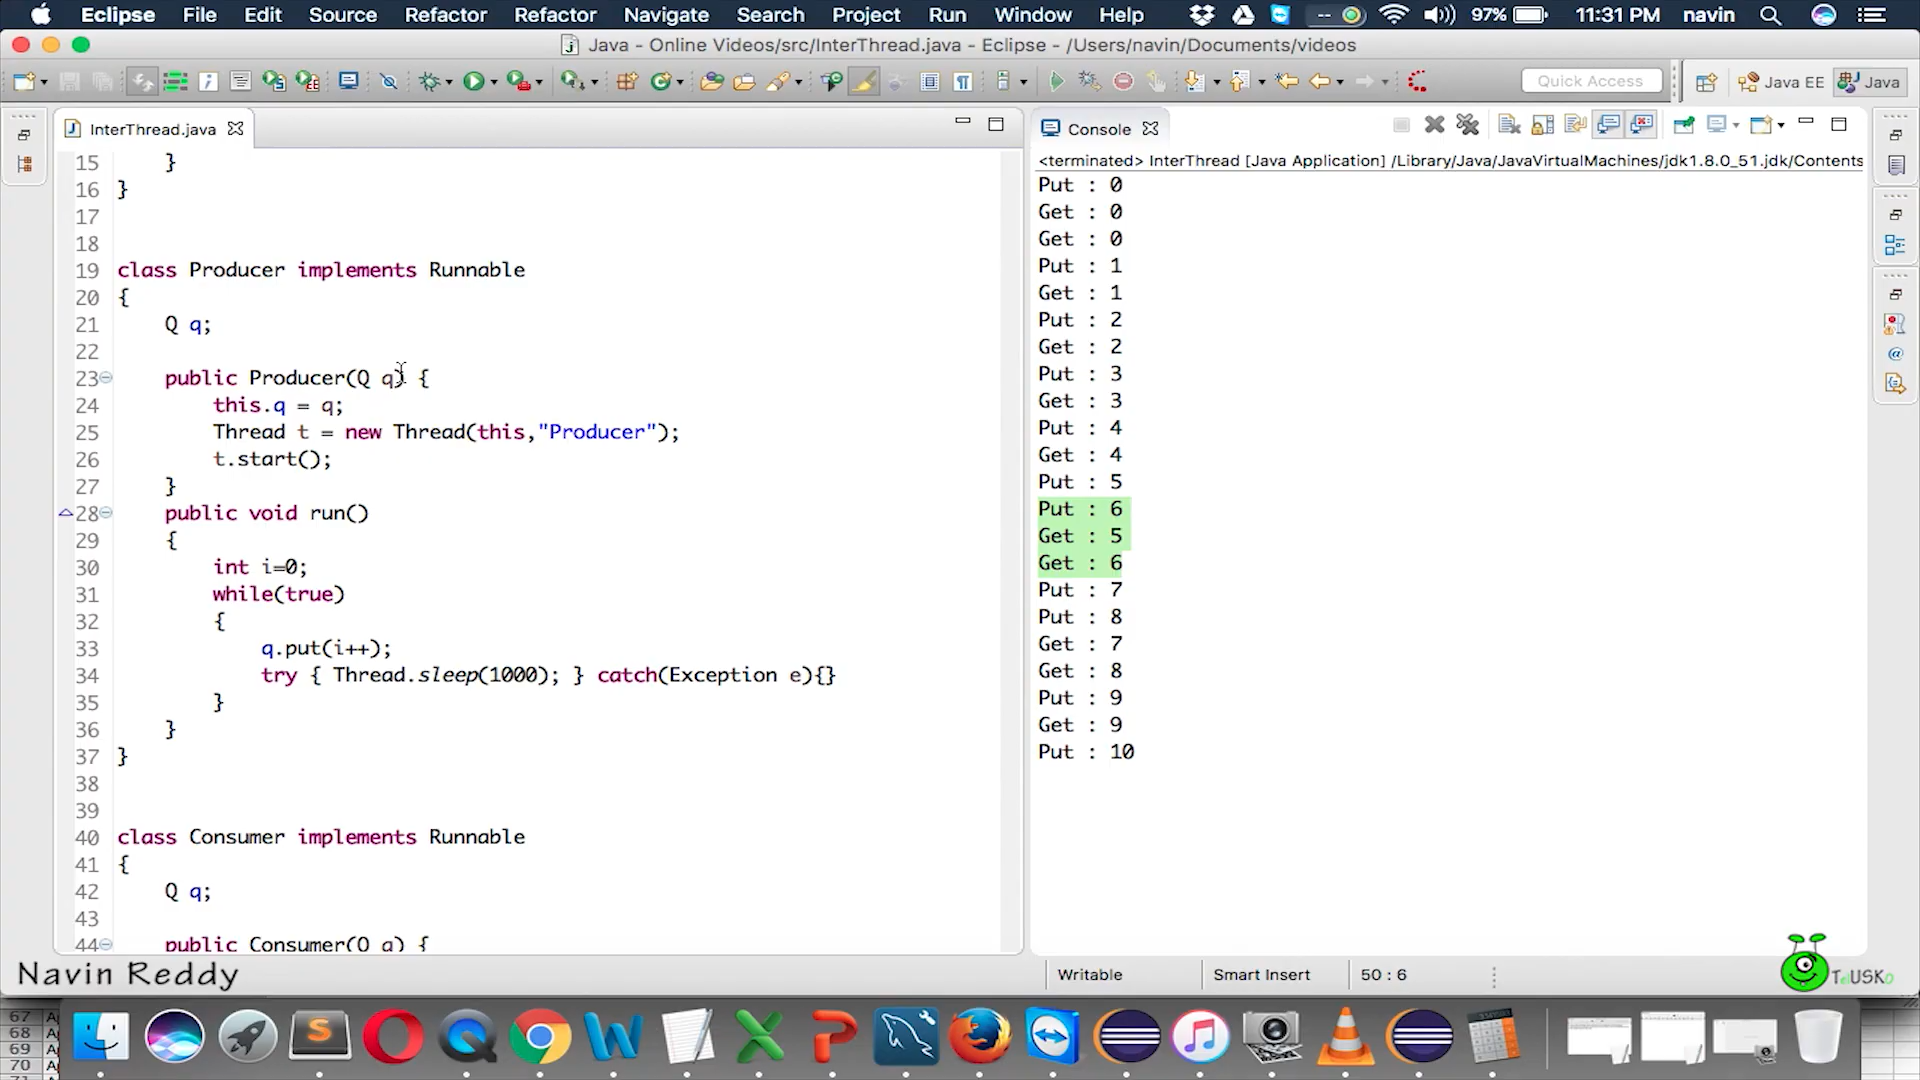 Eclipse File Edit Source Refactor Refactor Navigate Search Project Run Window Help -- 97% 11:31 PM navin
Java - Online Videos/src/InterThread.java - Eclipse - /Users/navin/Documents/videos
Quick Access Java EE Java
InterThread.java
15 }
16 }
17
18
19 class Producer implements Runnable
20 {
21 Q q;
22
23 public Producer(Q q) {
24 this.q = q;
25 Thread t = new Thread(this,"Producer");
26 t.start();
27 }
28 public void run()
29 {
30 int i=0;
31 while(true)
32 {
33 q.put(i++);
34 try { Thread.sleep(1000); } catch(Exception e){}
35 }
36 }
37 }
38
39
40 class Consumer implements Runnable
41 {
42 Q q;
43
44 public Consumer(Q q) {
Console
<terminated> InterThread [Java Application] /Library/Java/JavaVirtualMachines/jdk1.8.0_51.jdk/Contents
Put : 0
Get : 0
Get : 0
Put : 1
Get : 1
Put : 2
Get : 2
Put : 3
Get : 3
Put : 4
Get : 4
Put : 5
Put : 6
Get : 5
Get : 6
Put : 7
Put : 8
Get : 7
Get : 8
Put : 9
Get : 9
Put : 10
Navin Reddy
Writable Smart Insert 50 : 6
TelUSKo
67
68
69
70